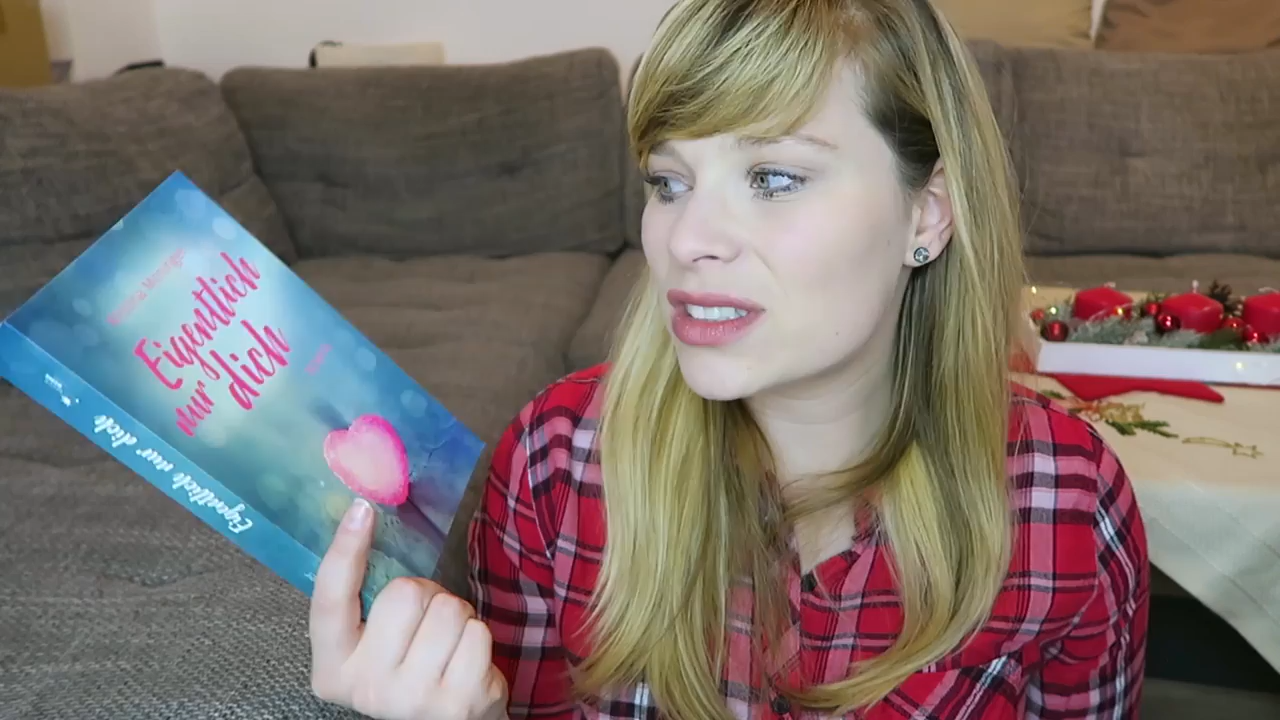 Eigentlich
nur
dich
Eigentlich nur dich